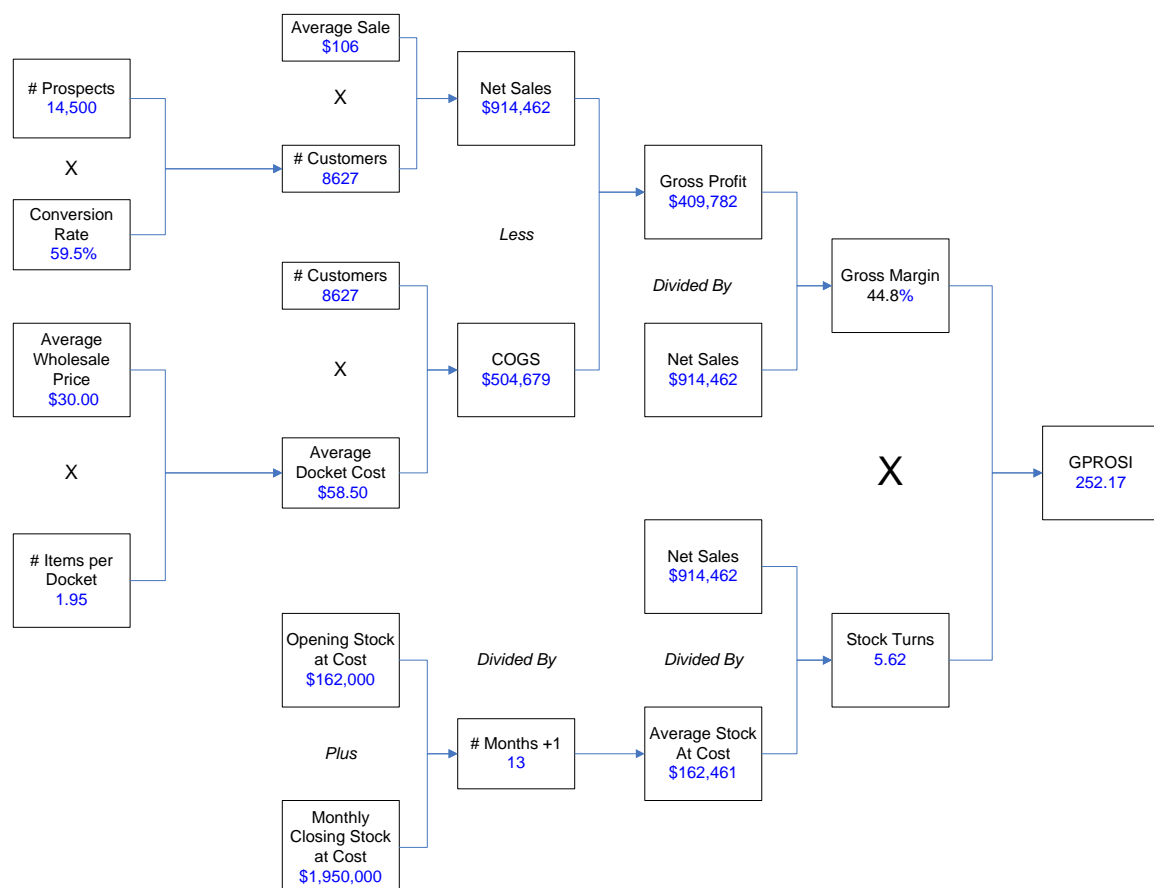 Average Sale
$106
# Prospects
14,500
X
Net Sales
$914,462
X
# Customers
8627
Conversion
Rate
59.5%
Gross Profit
$409,782
Less
# Customers
8627
Divided By
Gross Margin
44.8%
Average
Wholesale
Price
$30.00
X
COGS
$504,679
Net Sales
$914,462
X
Average
Docket Cost
$58.50
X
GPROSI
252.17
# Items per
Docket
1.95
Net Sales
$914,462
Opening Stock
at Cost
$162,000
Divided By
Divided By
Stock Turns
5.62
Plus
# Months +1
13
Average Stock
At Cost
$162,461
Monthly
Closing Stock
at Cost
$1,950,000